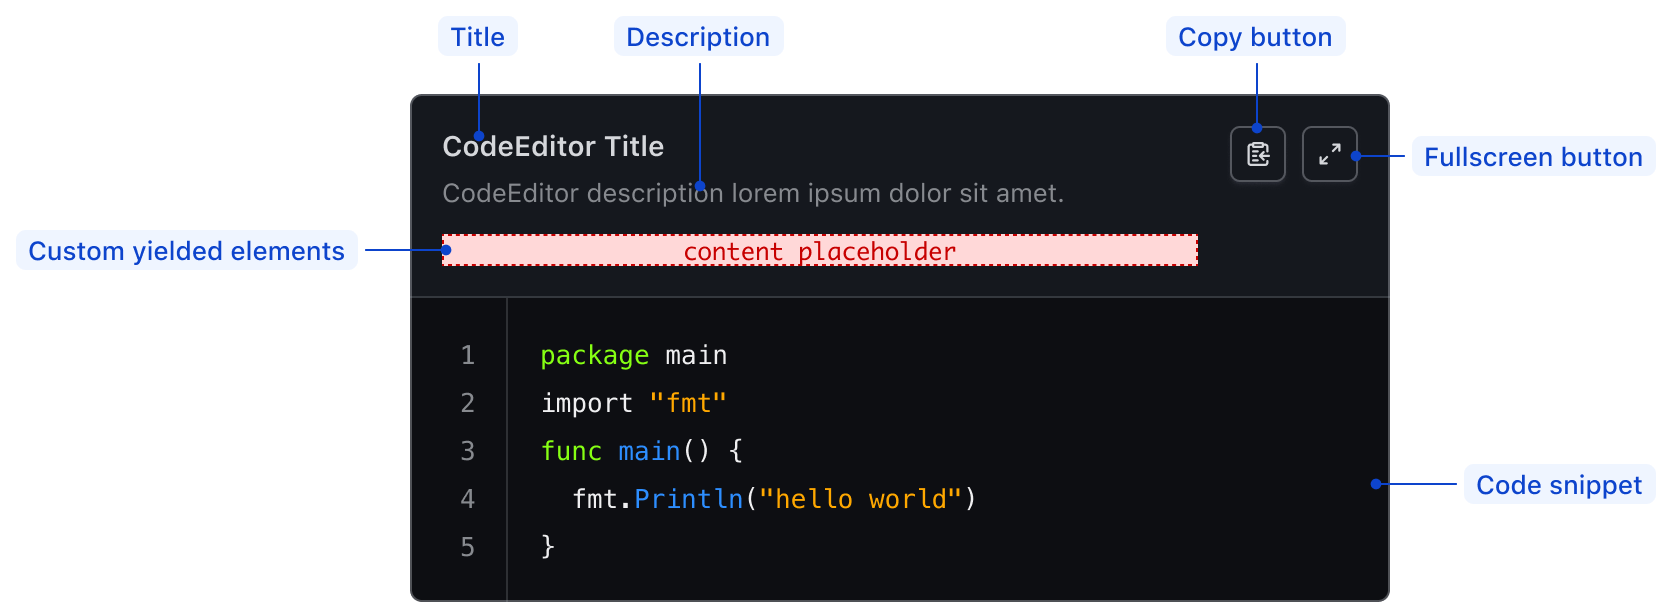 Title
Description
Copy button
CodeEditor Title
Fullscreen button
CodeEditor description lorem ipsum dolor sit amet.
Custom yielded elements
content placeholder
1 package main
2 import "fmt"
3 func main() {
4   fmt.Println("hello world")
Code snippet
5 }